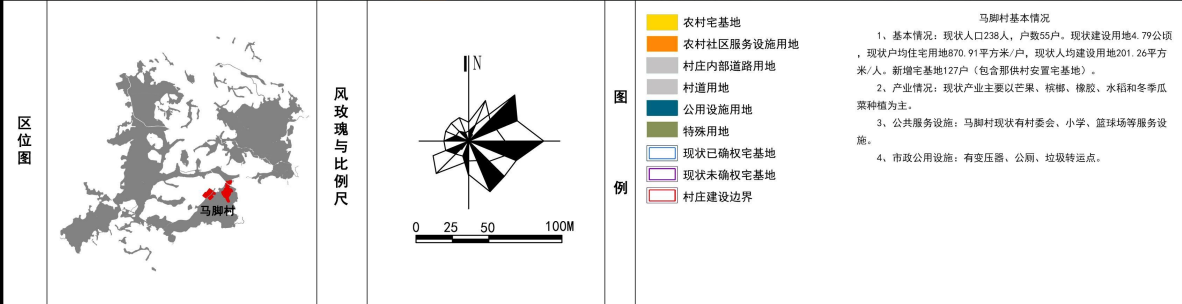 区位图
马脚村
风玫瑰与比例尺
N
0 25 50 100M
图例
农村宅基地
农村社区服务设施用地
村庄内部道路用地
村道用地
公用设施用地
特殊用地
现状已确权宅基地
现状未确权宅基地
村庄建设边界
马脚村基本情况
1、基本情况：现状人口238人，户数55户。现状建设用地4.79公顷
，现状户均住宅用地870.91平方米/户，现状人均建设用地201.26平方
米/人。新增宅基地127户（包含那供村安置宅基地）。
2、产业情况：现状产业主要以芒果、槟榔、橡胶、水稻和冬季瓜
菜种植为主。
3、公共服务设施：马脚村现状有村委会、小学、篮球场等服务设
施。
4、市政公用设施：有变压器、公厕、垃圾转运点。